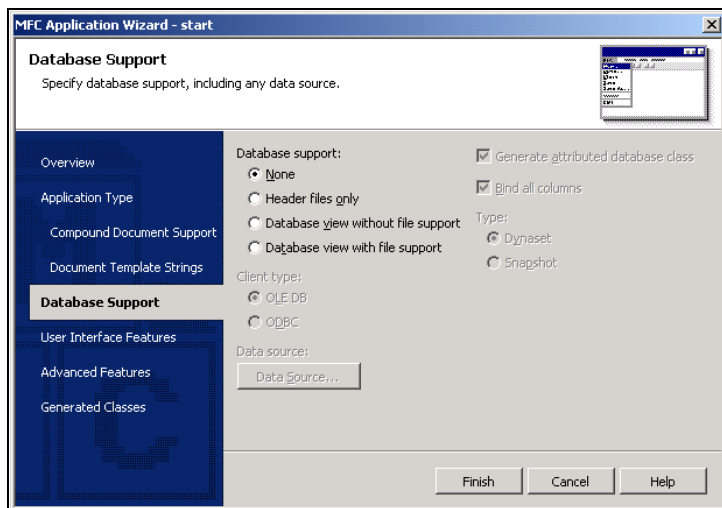 MFC Application Wizard - start
Database Support
Specify database support, including any data source.
Overview
Application Type
Compound Document Support
Document Template Strings
Database Support
User Interface Features
Advanced Features
Generated Classes
Database support:
None
Header files only
Database view without file support
Database view with file support
Client type:
OLE DB
ODBC
Data source:
Data Source...
Generate attributed database class
Bind all columns
Type:
Dynaset
Snapshot
Finish
Cancel
Help